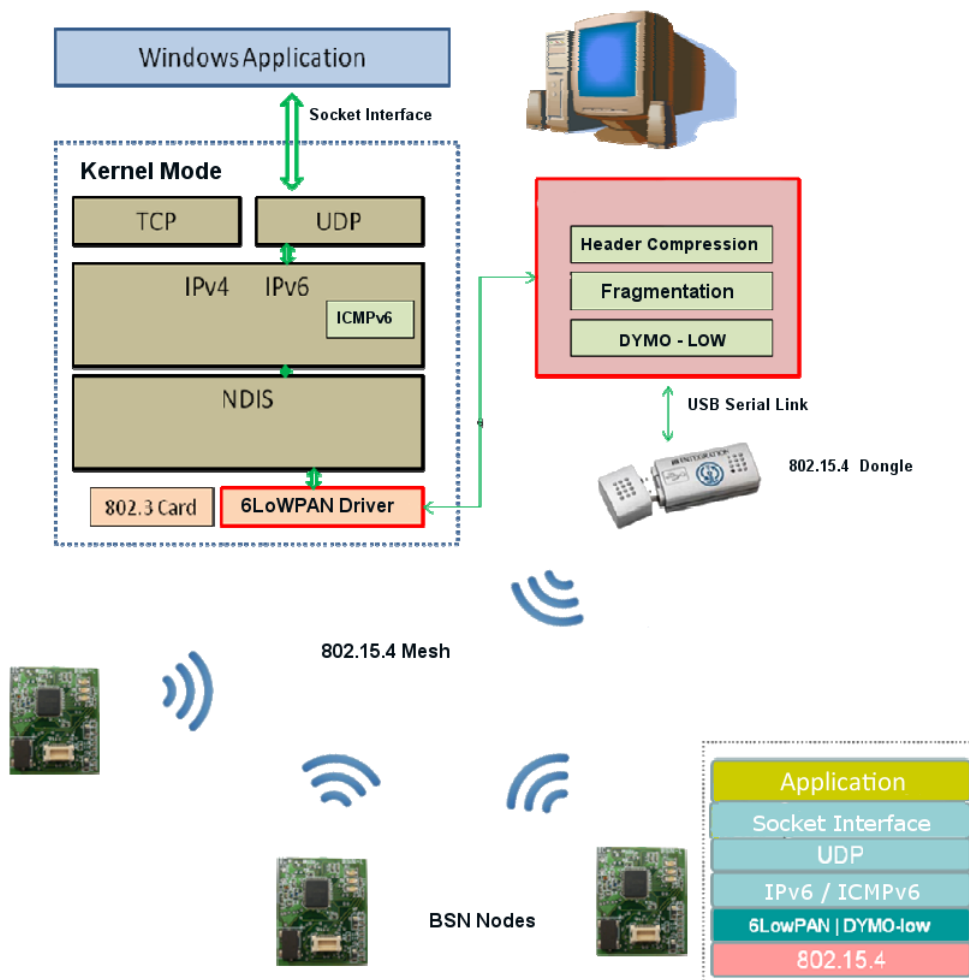 Windows Application
Socket Interface
Kernel Mode
TCP
UDP
IPv4 IPv6
ICMPv6
NDIS
802.3 Card
6LoWPAN Driver
Header Compression
Fragmentation
DYMO - LOW
USB Serial Link
INTEGRATION
802.15.4 Dongle
802.15.4 Mesh
BSN Nodes
Application
Socket Interface
UDP
IPv6 / ICMPv6
6LowPAN | DYMO-low
802.15.4